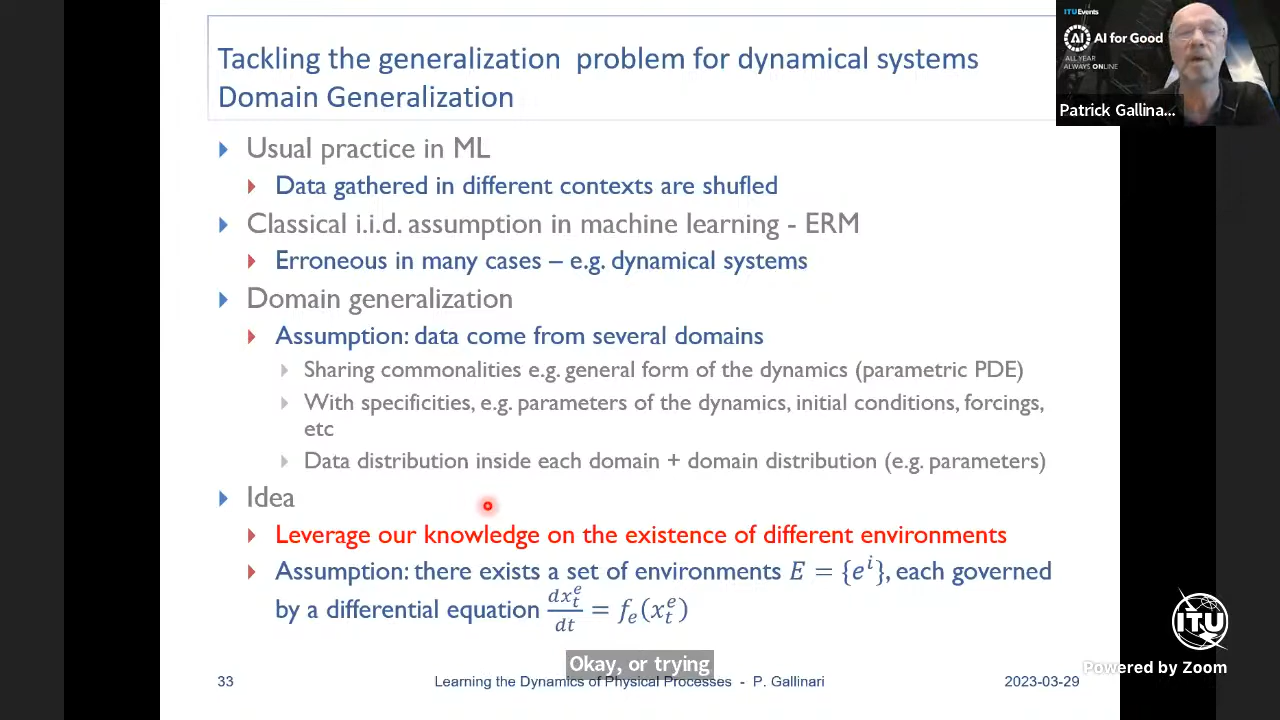 Tackling the generalization problem for dynamical systems
Domain Generalization
Usual practice in ML
Data gathered in different contexts are shufled
Classical i.i.d. assumption in machine learning - ERM
Erroneous in many cases – e.g. dynamical systems
Domain generalization
Assumption: data come from several domains
Sharing commonalities e.g. general form of the dynamics (parametric PDE)
With specificities, e.g. parameters of the dynamics, initial conditions, forcings,
etc
Data distribution inside each domain + domain distribution (e.g. parameters)
Idea
Leverage our knowledge on the existence of different environments
Assumption: there exists a set of environments E = {e^i}, each governed
by a differential equation dx_t^e/dt = f_e(x_t^e)
Okay, or trying
33
Learning the Dynamics of Physical Processes - P. Gallinari
2023-03-29
ITUEvents
AI
AI for Good
ALL YEAR
ALWAYS ONLINE
Patrick Gallina...
ITU
Powered by Zoom